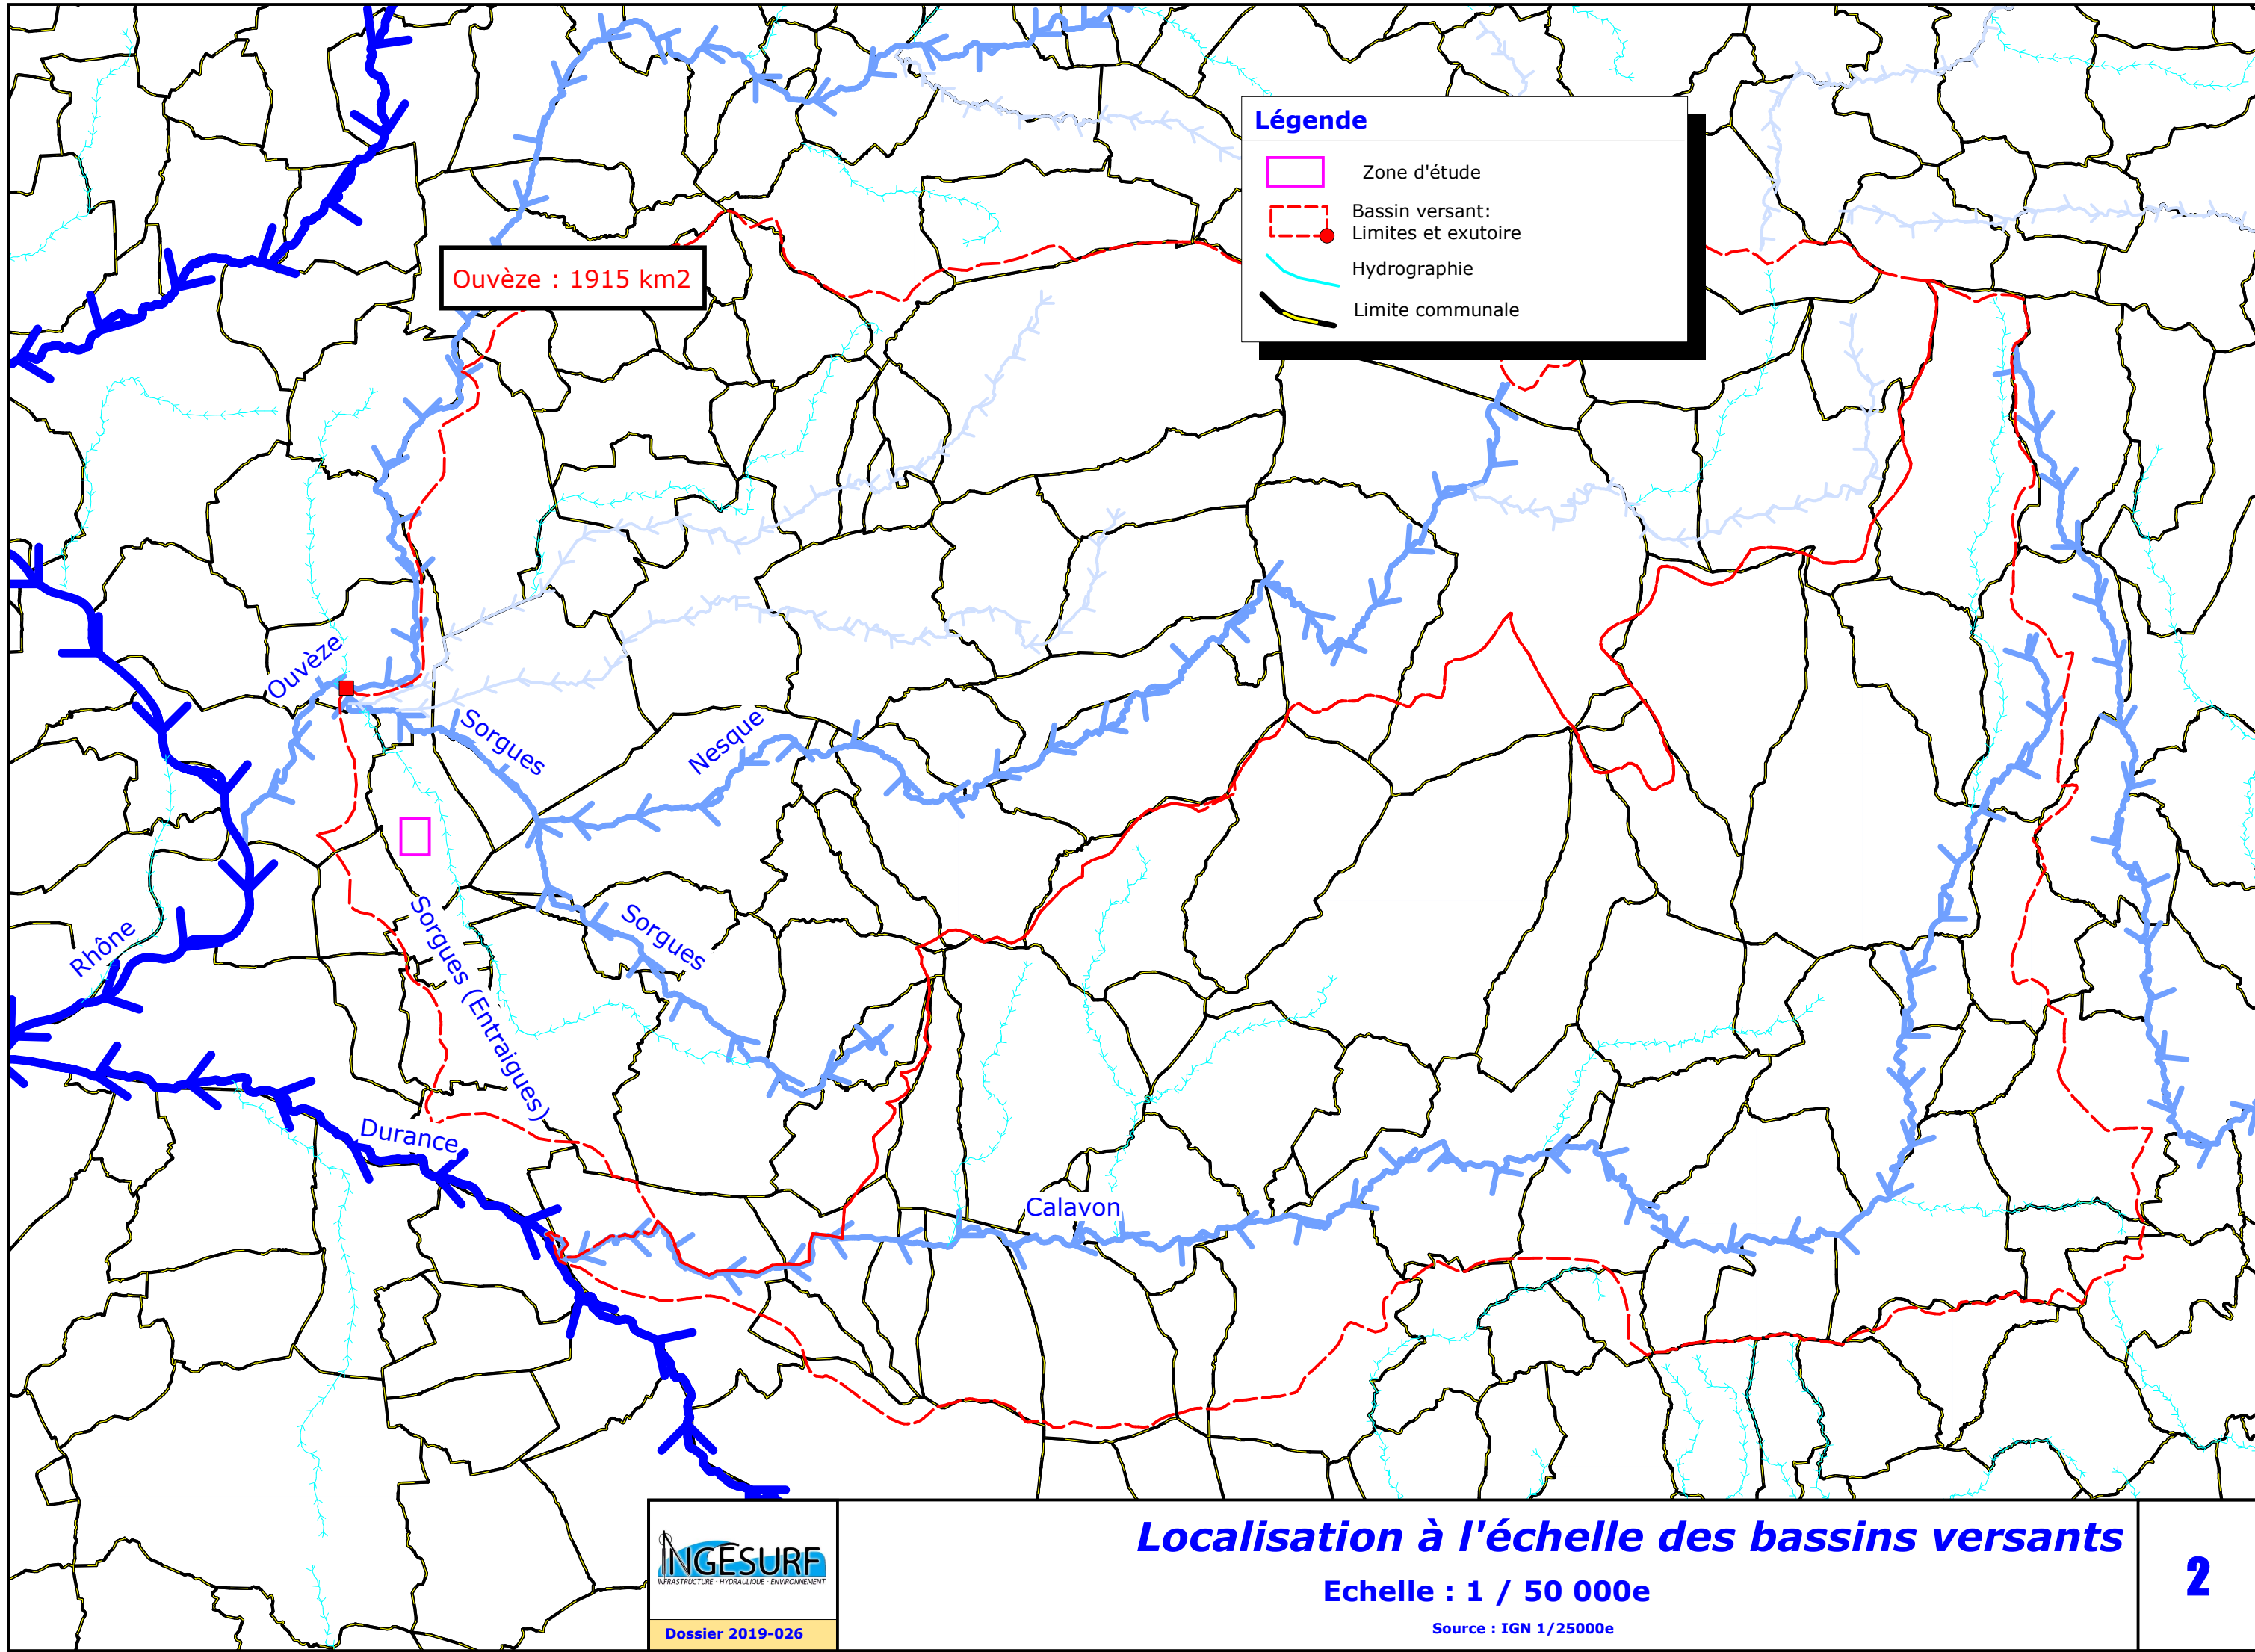 Légende
Zone d'étude
Bassin versant:
Limites et exutoire
Hydrographie
Limite communale
Ouvèze : 1915 km2
Ouvèze
Sorgues
Nesque
Sorgues
Sorgues (Entraigues)
Rhône
Durance
Calavon
INGÉSURF
INFRASTRUCTURE - HYDRAULIQUE - ENVIRONNEMENT
Dossier 2019-026
Localisation à l'échelle des bassins versants
Echelle : 1 / 50 000e
Source : IGN 1/25000e
2